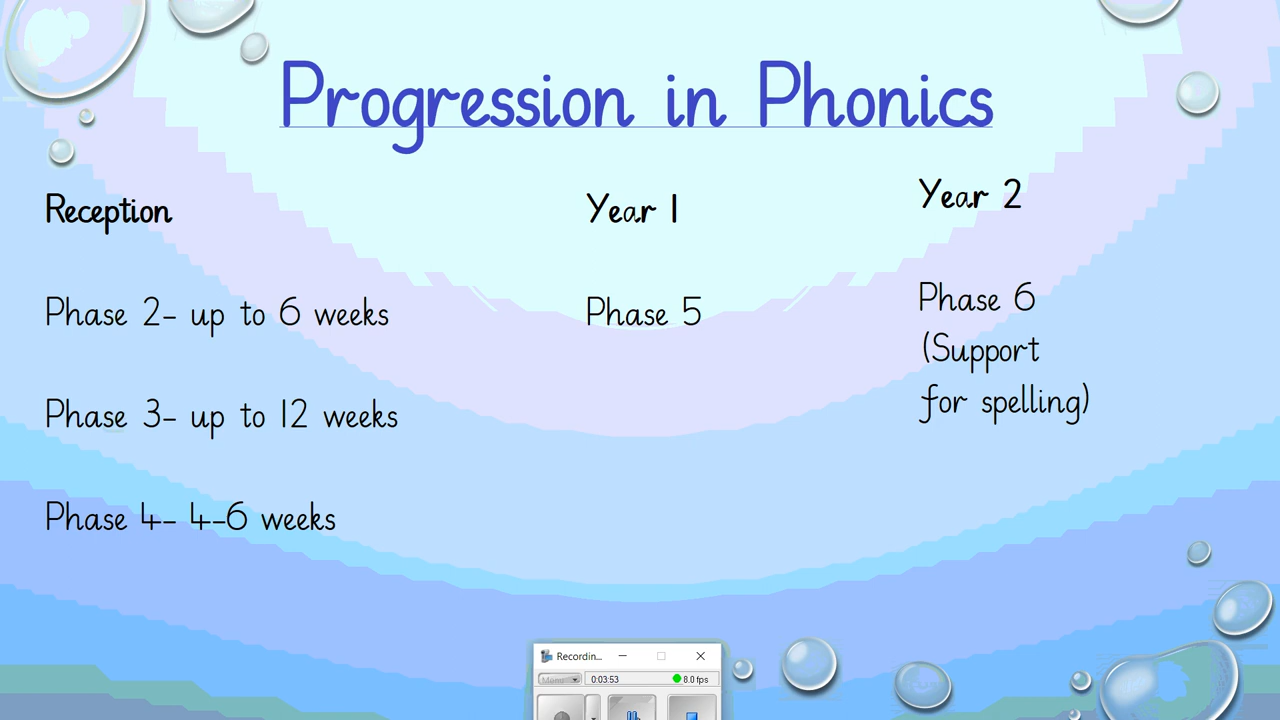 Progression in Phonics
Reception
Phase 2- up to 6 weeks
Phase 3- up to 12 weeks
Phase 4- 4-6 weeks
Year 1
Phase 5
Year 2
Phase 6
(Support
for spelling)
Recordin...
Menu
0:03:53
8.0 fps